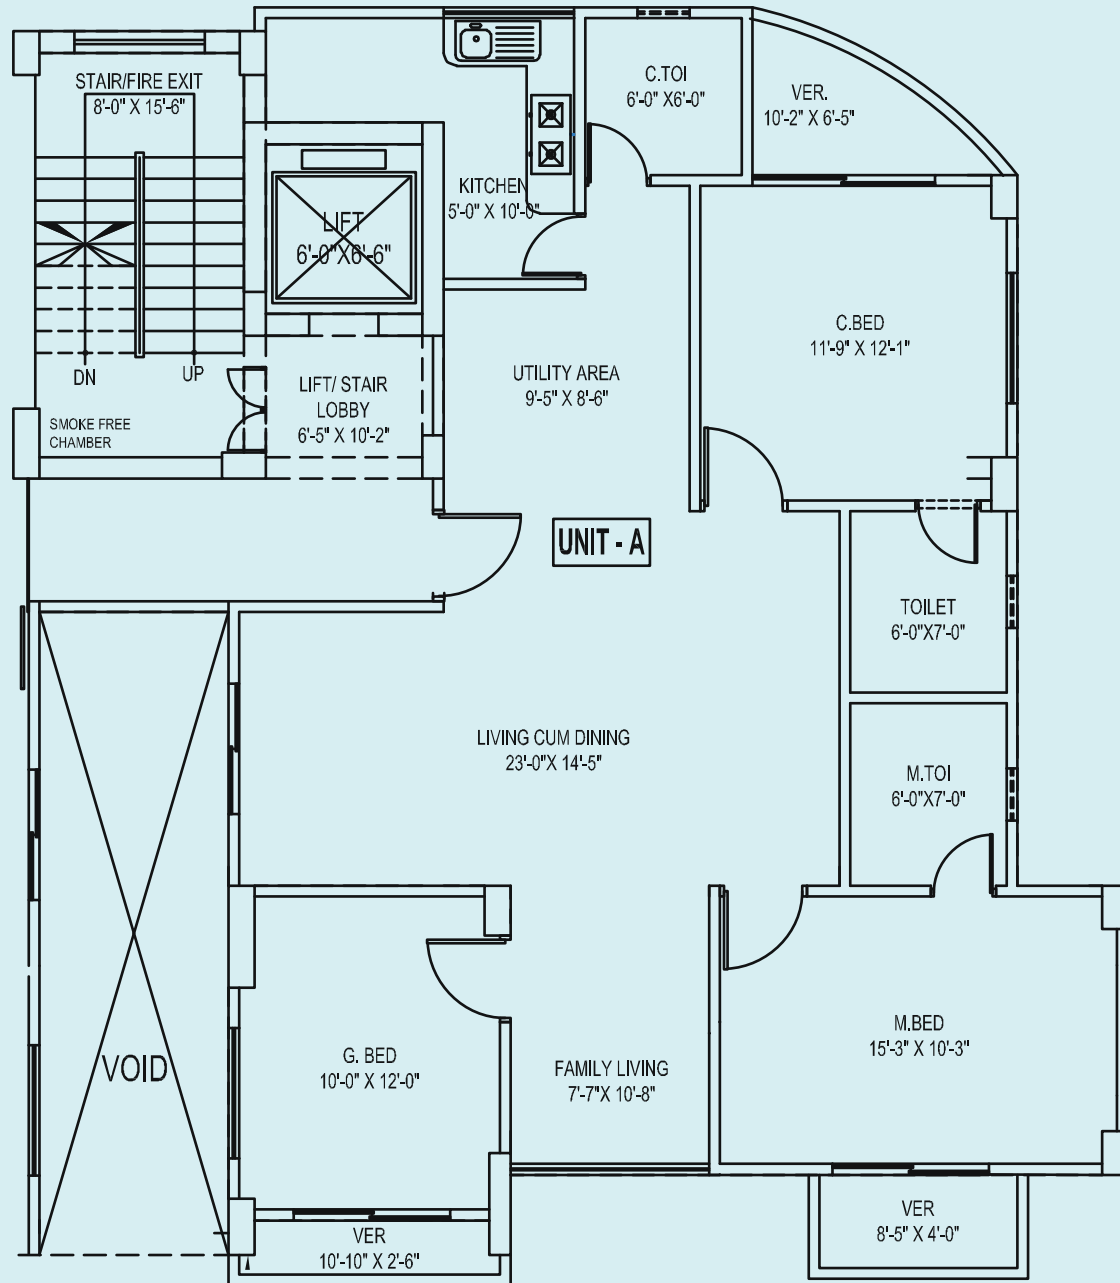 STAIR/FIRE EXIT
8'-0" X 15'-6"
C.TOI
6'-0" X6'-0"
VER.
10'-2" X 6'-5"
KITCHEN
5'-0" X 10'-0"
LIFT
6'-0"X6'-6"
C.BED
11'-9" X 12'-1"
DN
UP
LIFT/ STAIR
LOBBY
6'-5" X 10'-2"
UTILITY AREA
9'-5" X 8'-6"
SMOKE FREE
CHAMBER
UNIT - A
TOILET
6'-0"X7'-0"
LIVING CUM DINING
23'-0"X 14'-5"
M.TOI
6'-0"X7'-0"
VOID
G. BED
10'-0" X 12'-0"
FAMILY LIVING
7'-7"X 10'-8"
M.BED
15'-3" X 10'-3"
VER
10'-10" X 2'-6"
VER
8'-5" X 4'-0"